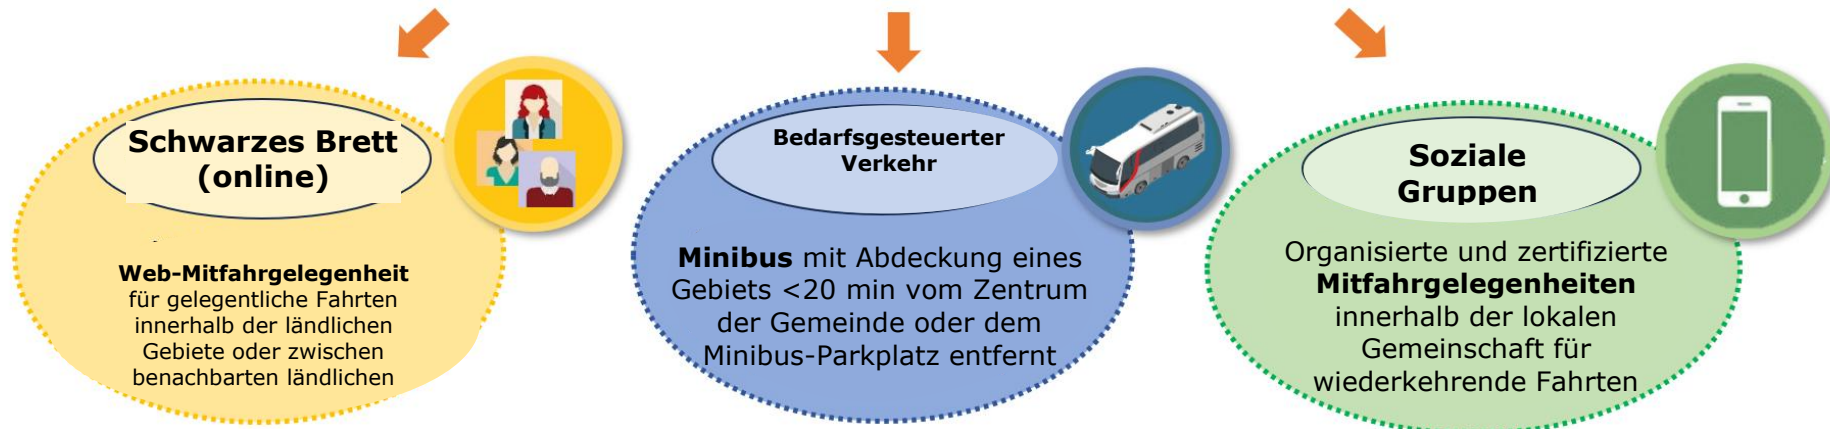 Schwarzes Brett
(online)
Web-Mitfahrgelegenheit
für gelegentliche Fahrten
innerhalb der ländlichen
Gebiete oder zwischen
benachbarten ländlichen
Bedarfsgesteuerter
Verkehr
Minibus mit Abdeckung eines
Gebiets <20 min vom Zentrum
der Gemeinde oder dem
Minibus-Parkplatz entfernt
Soziale
Gruppen
Organisierte und zertifizierte
Mitfahrgelegenheiten
innerhalb der lokalen
Gemeinschaft für
wiederkehrende Fahrten